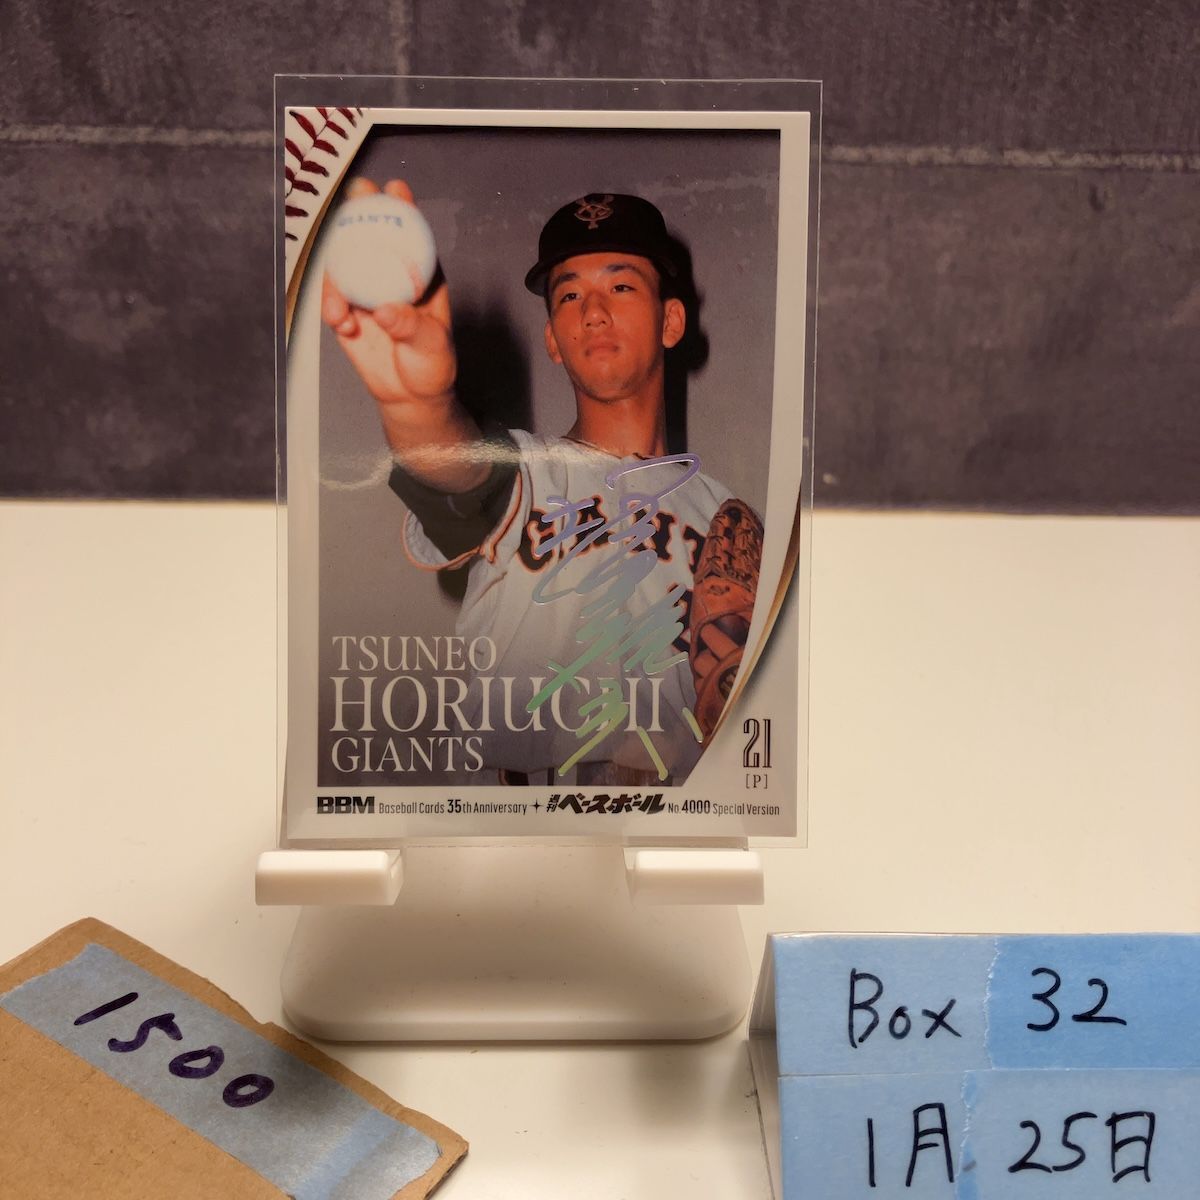 GIANTS
TSUNEO
HORIUCHI
GIANTS
21
[P]
BBM Baseball Cards 35th Anniversary + 週刊ベースボール No.4000 Special Version
1500
Box 32
1月 25日